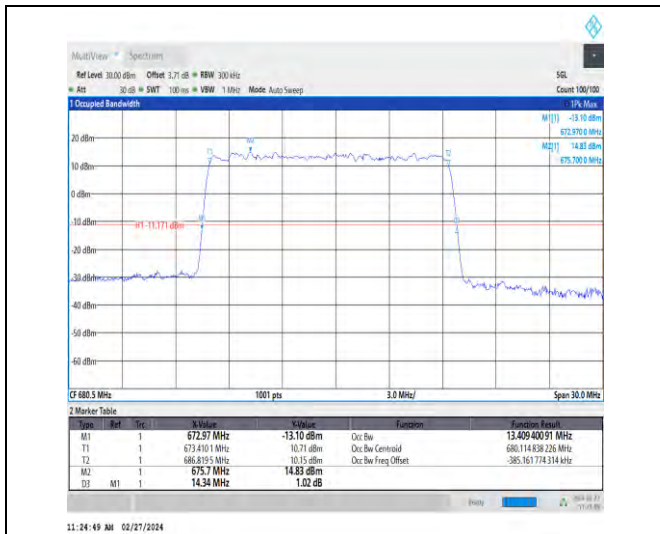 MultiView Spectrum
Ref Level 30.00 dBm Offset 3.71 dB RBW 300 kHz SGL
Att 30 dB SWT 100 ms VBW 1 MHz Mode Auto Sweep Count 100/100
1 Occupied Bandwidth 1Pk Max
M1[1] -13.10 dBm
672.970 0 MHz
M2[1] 14.83 dBm
675.700 0 MHz
20 dBm
10 dBm
0 dBm
-10 dBm
H1 -11.171 dBm
-20 dBm
-30 dBm
-40 dBm
-50 dBm
-60 dBm
CF 680.5 MHz 1001 pts 3.0 MHz/ Span 30.0 MHz
2 Marker Table
Type Ref Trc X-Value Y-Value Function Function Result
M1 1 672.97 MHz -13.10 dBm Occ Bw 13.409 400 91 MHz
T1 1 673.410 1 MHz 10.71 dBm Occ Bw Centroid 680.114 838 226 MHz
T2 1 686.819 5 MHz 10.15 dBm Occ Bw Freq Offset -385.161 774 314 kHz
M2 1 675.7 MHz 14.83 dBm
D3 M1 1 14.34 MHz 1.02 dB
Ready
11:24:49 AM 02/27/2024